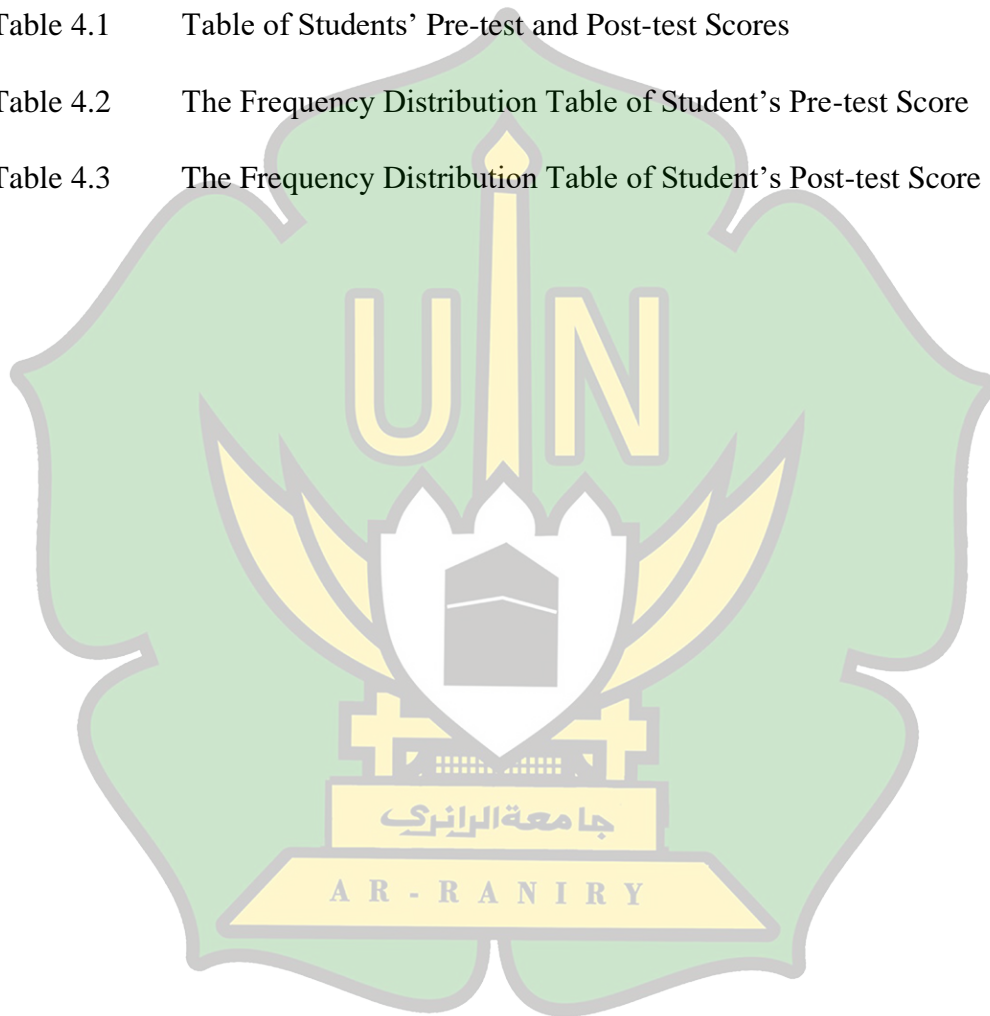 Table 4.1 Table of Students’ Pre-test and Post-test Scores
Table 4.2 The Frequency Distribution Table of Student’s Pre-test Score
Table 4.3 The Frequency Distribution Table of Student’s Post-test Score
UIN
جامعةالرانري
AR-RANIRY